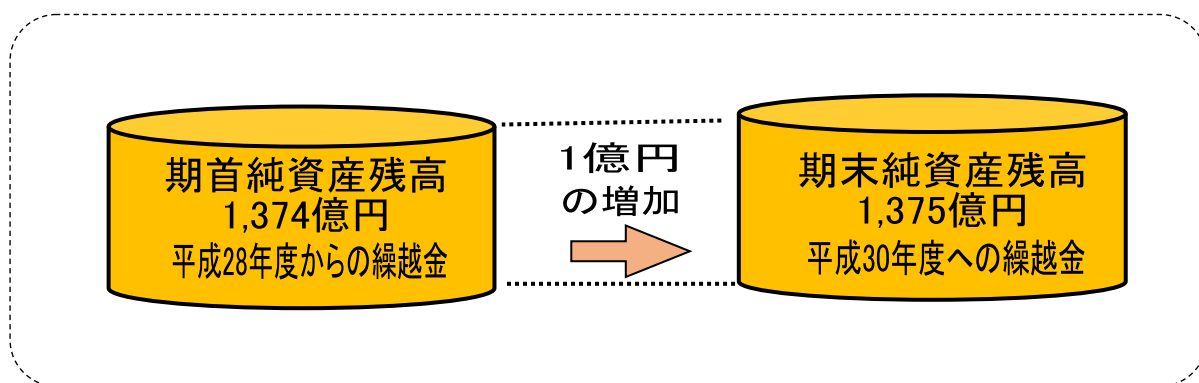 期首純資産残高
1,374億円
平成28年度からの繰越金
1億円
の増加
期末純資産残高
1,375億円
平成30年度への繰越金